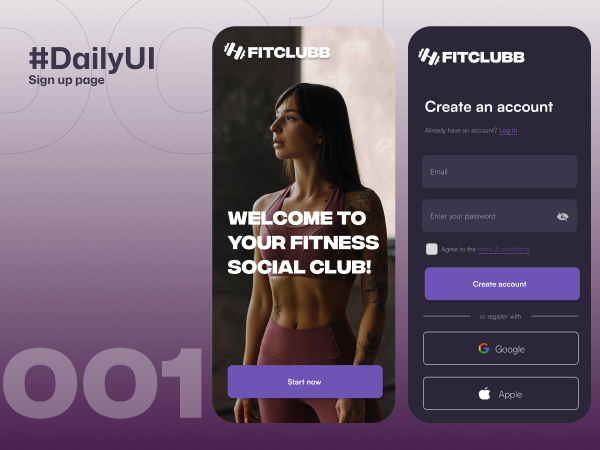 #DailyUI
Sign up page
001
001
FITCLUBB
WELCOME TO
YOUR FITNESS
SOCIAL CLUB!
Start now
FITCLUBB
Create an account
Already have an account? Log in
Email
Enter your password
Agree to the terms & conditions
Create account
or register with
Google
Apple